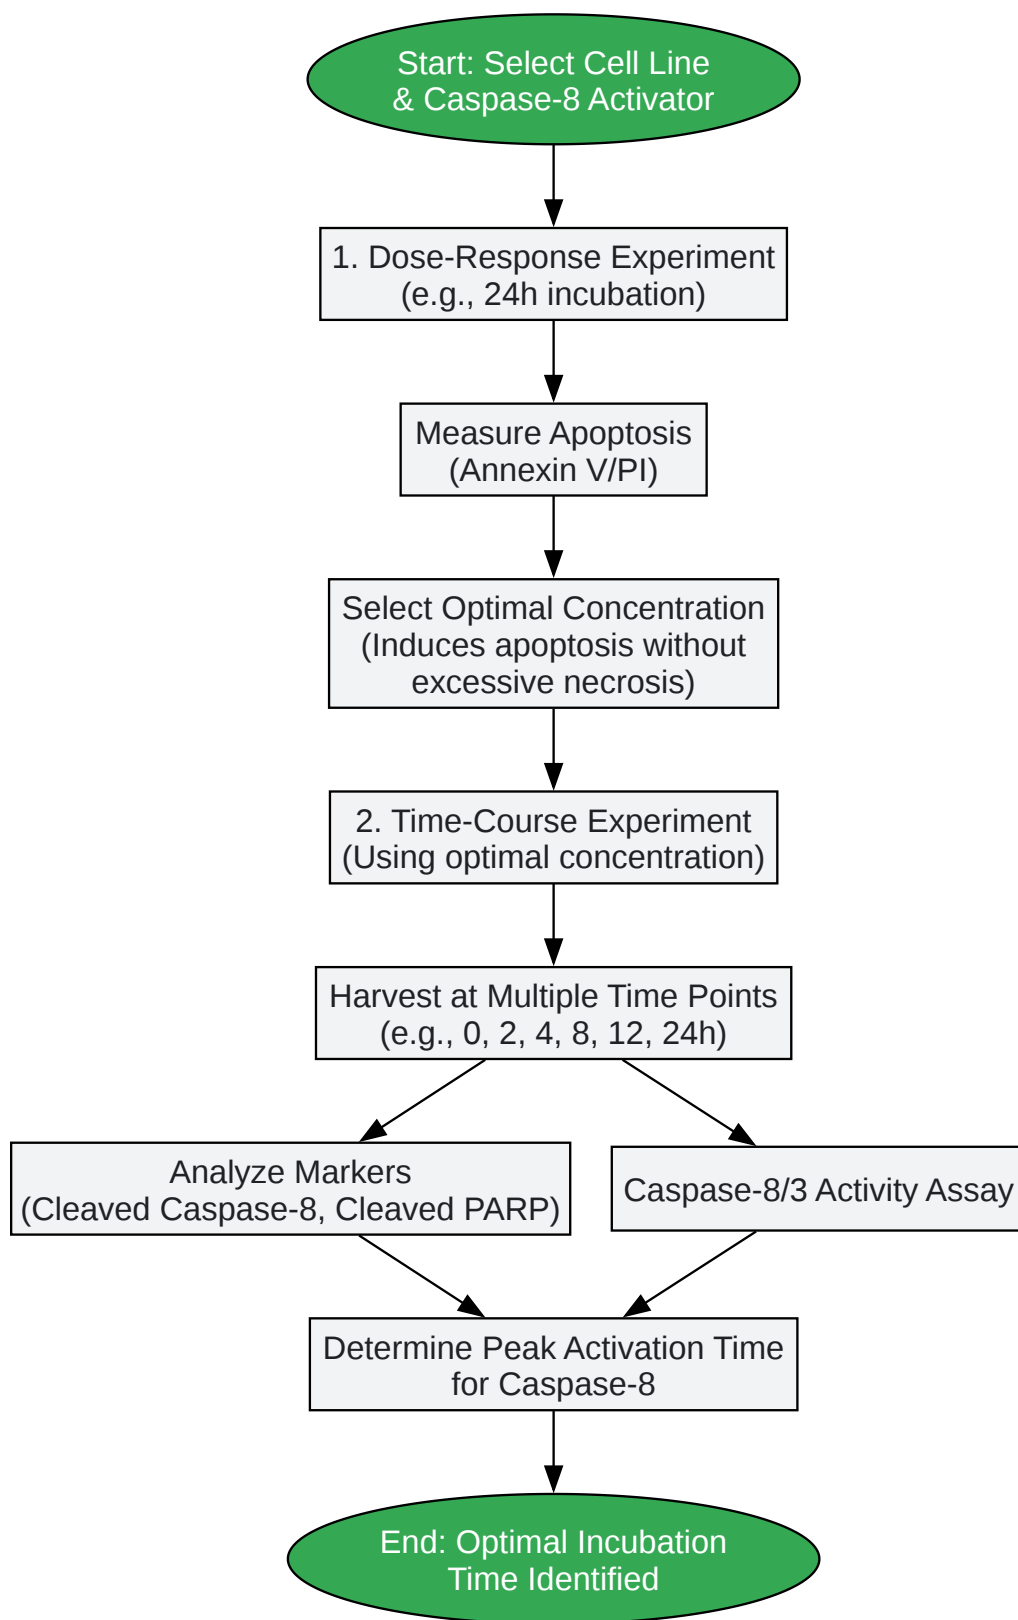 Start: Select Cell Line
& Caspase-8 Activator
1. Dose-Response Experiment
(e.g., 24h incubation)
Measure Apoptosis
(Annexin V/PI)
Select Optimal Concentration
(Induces apoptosis without
excessive necrosis)
2. Time-Course Experiment
(Using optimal concentration)
Harvest at Multiple Time Points
(e.g., 0, 2, 4, 8, 12, 24h)
Analyze Markers
(Cleaved Caspase-8, Cleaved PARP)
Caspase-8/3 Activity Assay
Determine Peak Activation Time
for Caspase-8
End: Optimal Incubation
Time Identified